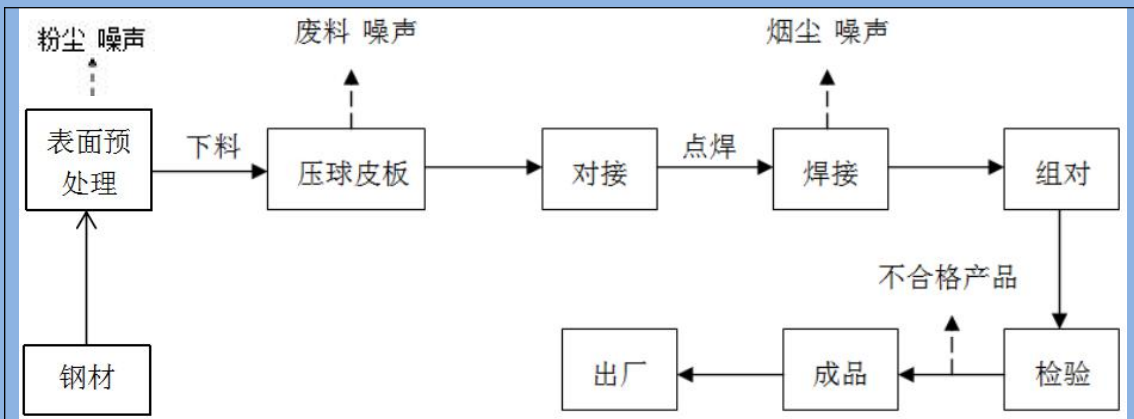 粉尘 噪声
废料 噪声
烟尘 噪声
表面预
处理
下料
压球皮板
对接
点焊
焊接
组对
不合格产品
钢材
出厂
成品
检验